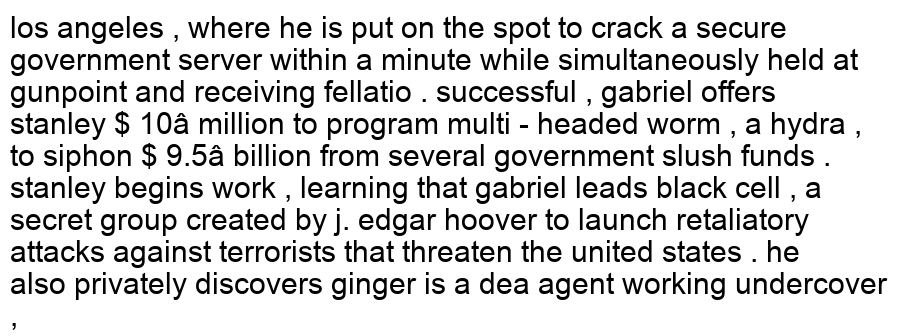 los angeles , where he is put on the spot to crack a secure
government server within a minute while simultaneously held at
gunpoint and receiving fellatio . successful , gabriel offers
stanley $ 10â million to program multi - headed worm , a hydra ,
to siphon $ 9.5â billion from several government slush funds .
stanley begins work , learning that gabriel leads black cell , a
secret group created by j. edgar hoover to launch retaliatory
attacks against terrorists that threaten the united states . he
also privately discovers ginger is a dea agent working undercover
,